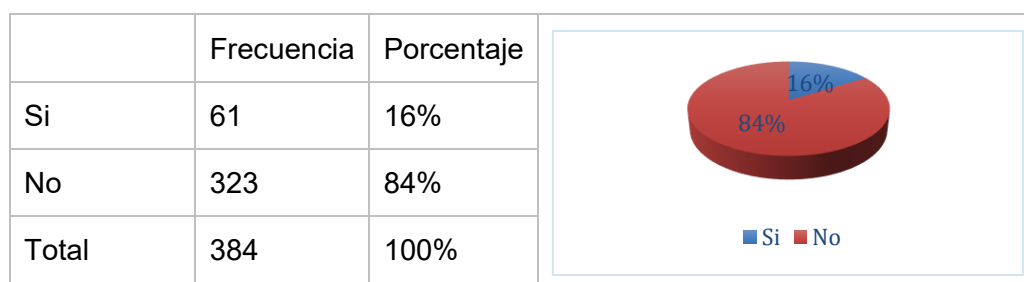 Frecuencia Porcentaje
Si 61 16%
No 323 84%
Total 384 100%
16%
84%
Si No